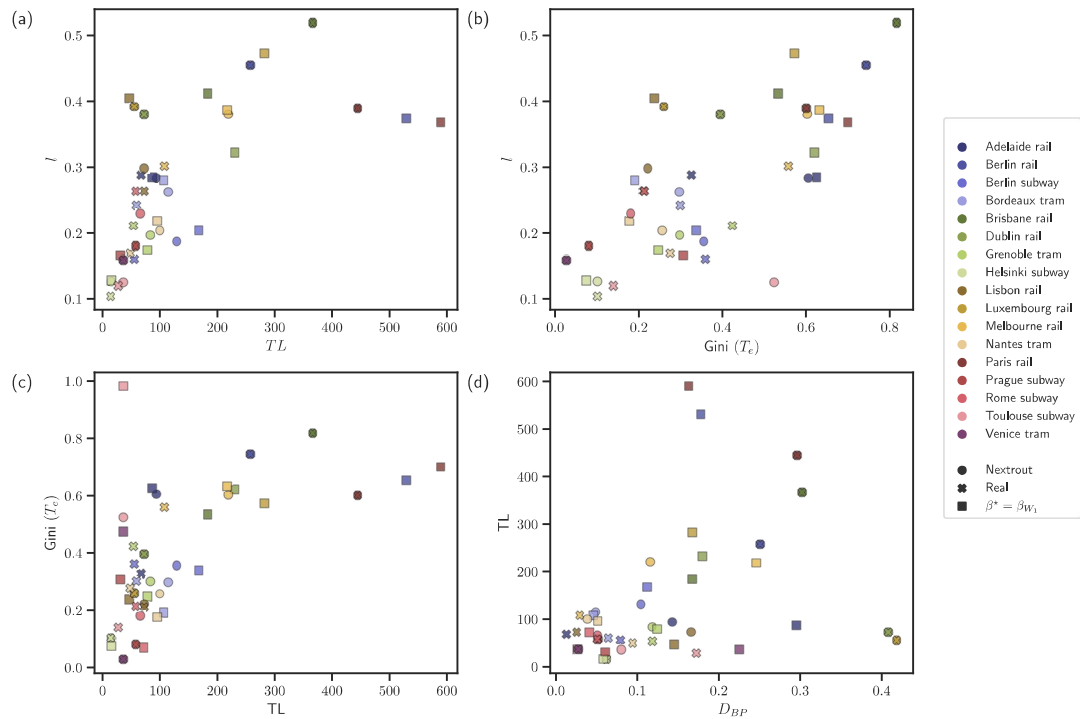 (a)
0.5
0.4
0.3
0.2
0.1
l
0 100 200 300 400 500 600
TL
(b)
0.5
0.4
0.3
0.2
0.1
l
0.0 0.2 0.4 0.6 0.8
Gini (T_e)
(c)
1.0
0.8
0.6
0.4
0.2
0.0
Gini (T_e)
0 100 200 300 400 500 600
TL
(d)
600
500
400
300
200
100
0
TL
0.0 0.1 0.2 0.3 0.4
D_{BP}
Adelaide rail
Berlin rail
Berlin subway
Bordeaux tram
Brisbane rail
Dublin rail
Grenoble tram
Helsinki subway
Lisbon rail
Luxembourg rail
Melbourne rail
Nantes tram
Paris rail
Prague subway
Rome subway
Toulouse subway
Venice tram
Nextrout
Real
β* = β_{W_1}